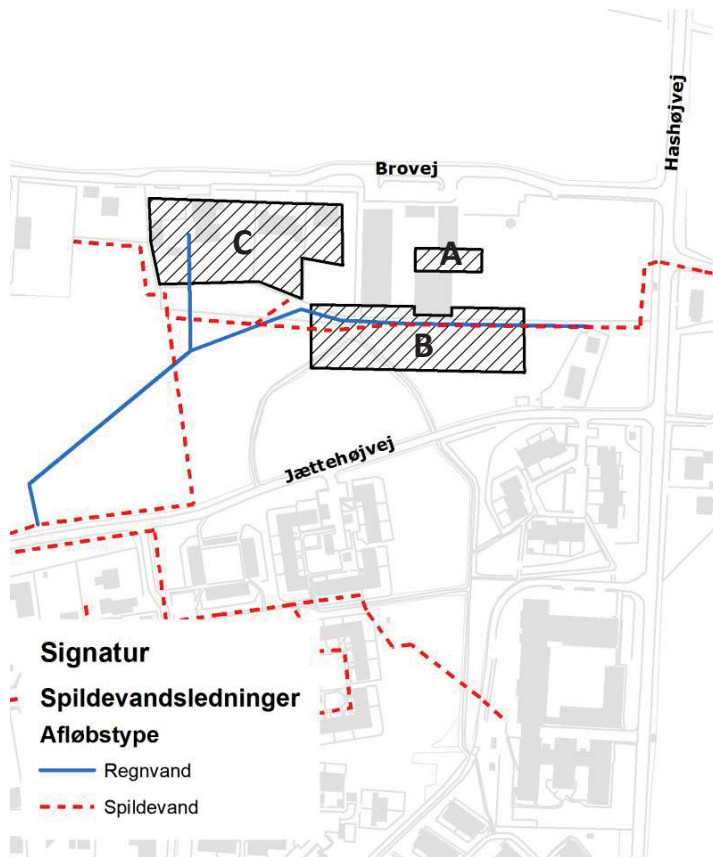 Brovej
Hashøjvej
C
A
B
Jættehøjvej
Signatur
Spildevandsledninger
Afløbstype
Regnvand
Spildevand